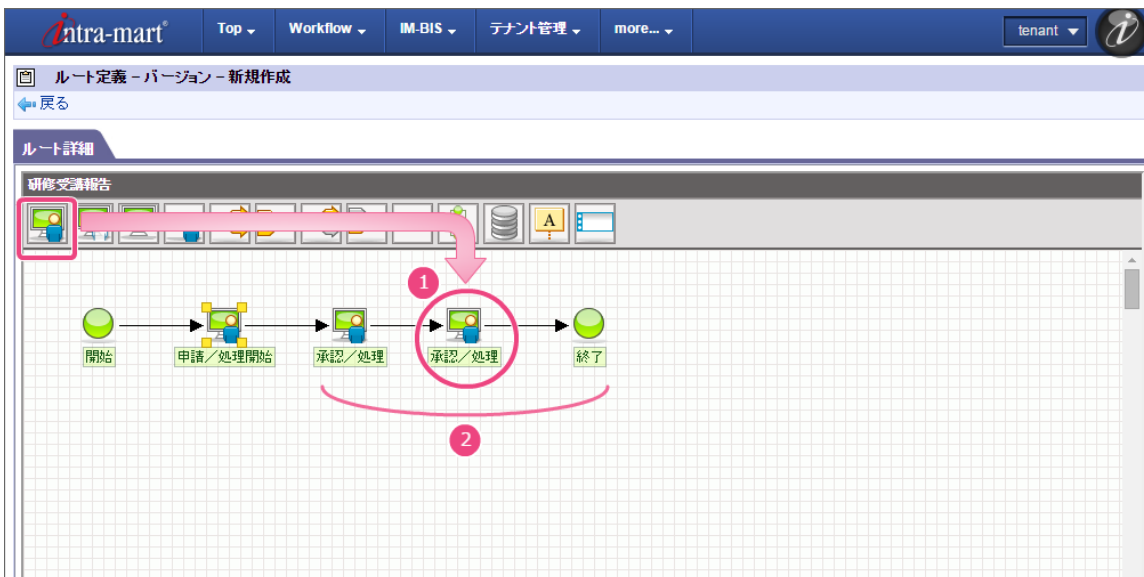 intra-mart® Top Workflow IM-BIS テナント管理 more... tenant
ルート定義 - バージョン - 新規作成
戻る
ルート詳細
研修受講報告
A
1
開始 申請／処理開始 承認／処理 承認／処理 終了
2